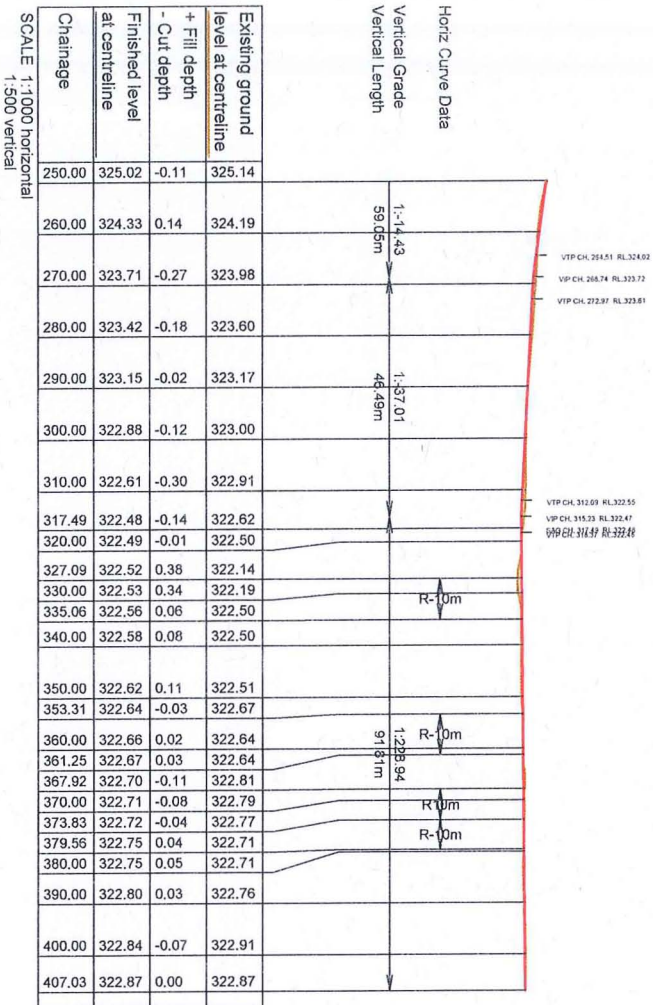 Horiz Curve Data
R-10m
R-10m
R10m
R-10m
Vertical Grade
Vertical Length
1:-14.43
59.05m
1:-37.01
46.49m
1:228.94
91.81m
VTP CH, 264.51 RL.324.02
VIP CH, 268.74 RL.323.72
VTP CH, 272.97 RL.323.61
VTP CH, 312.09 RL.322.55
VIP CH, 315.23 RL.322.47
Existing ground
level at centreline
325.14 324.19 323.98 323.60 323.17 323.00 322.91 322.62 322.50 322.14 322.19 322.50 322.50 322.51 322.67 322.64 322.64 322.81 322.79 322.77 322.71 322.71 322.76 322.91 322.87
+ Fill depth
- Cut depth
-0.11 0.14 -0.27 -0.18 -0.02 -0.12 -0.30 -0.14 -0.01 0.38 0.34 0.06 0.08 0.11 -0.03 0.02 0.03 -0.11 -0.08 -0.04 0.04 0.05 0.03 -0.07 0.00
Finished level
at centreline
325.02 324.33 323.71 323.42 323.15 322.88 322.61 322.48 322.49 322.52 322.53 322.56 322.58 322.62 322.64 322.66 322.67 322.70 322.71 322.72 322.75 322.75 322.80 322.84 322.87
Chainage
250.00 260.00 270.00 280.00 290.00 300.00 310.00 317.49 320.00 327.09 330.00 335.06 340.00 350.00 353.31 360.00 361.25 367.92 370.00 373.83 379.56 380.00 390.00 400.00 407.03
SCALE 1:1000 horizontal
1:500 vertical